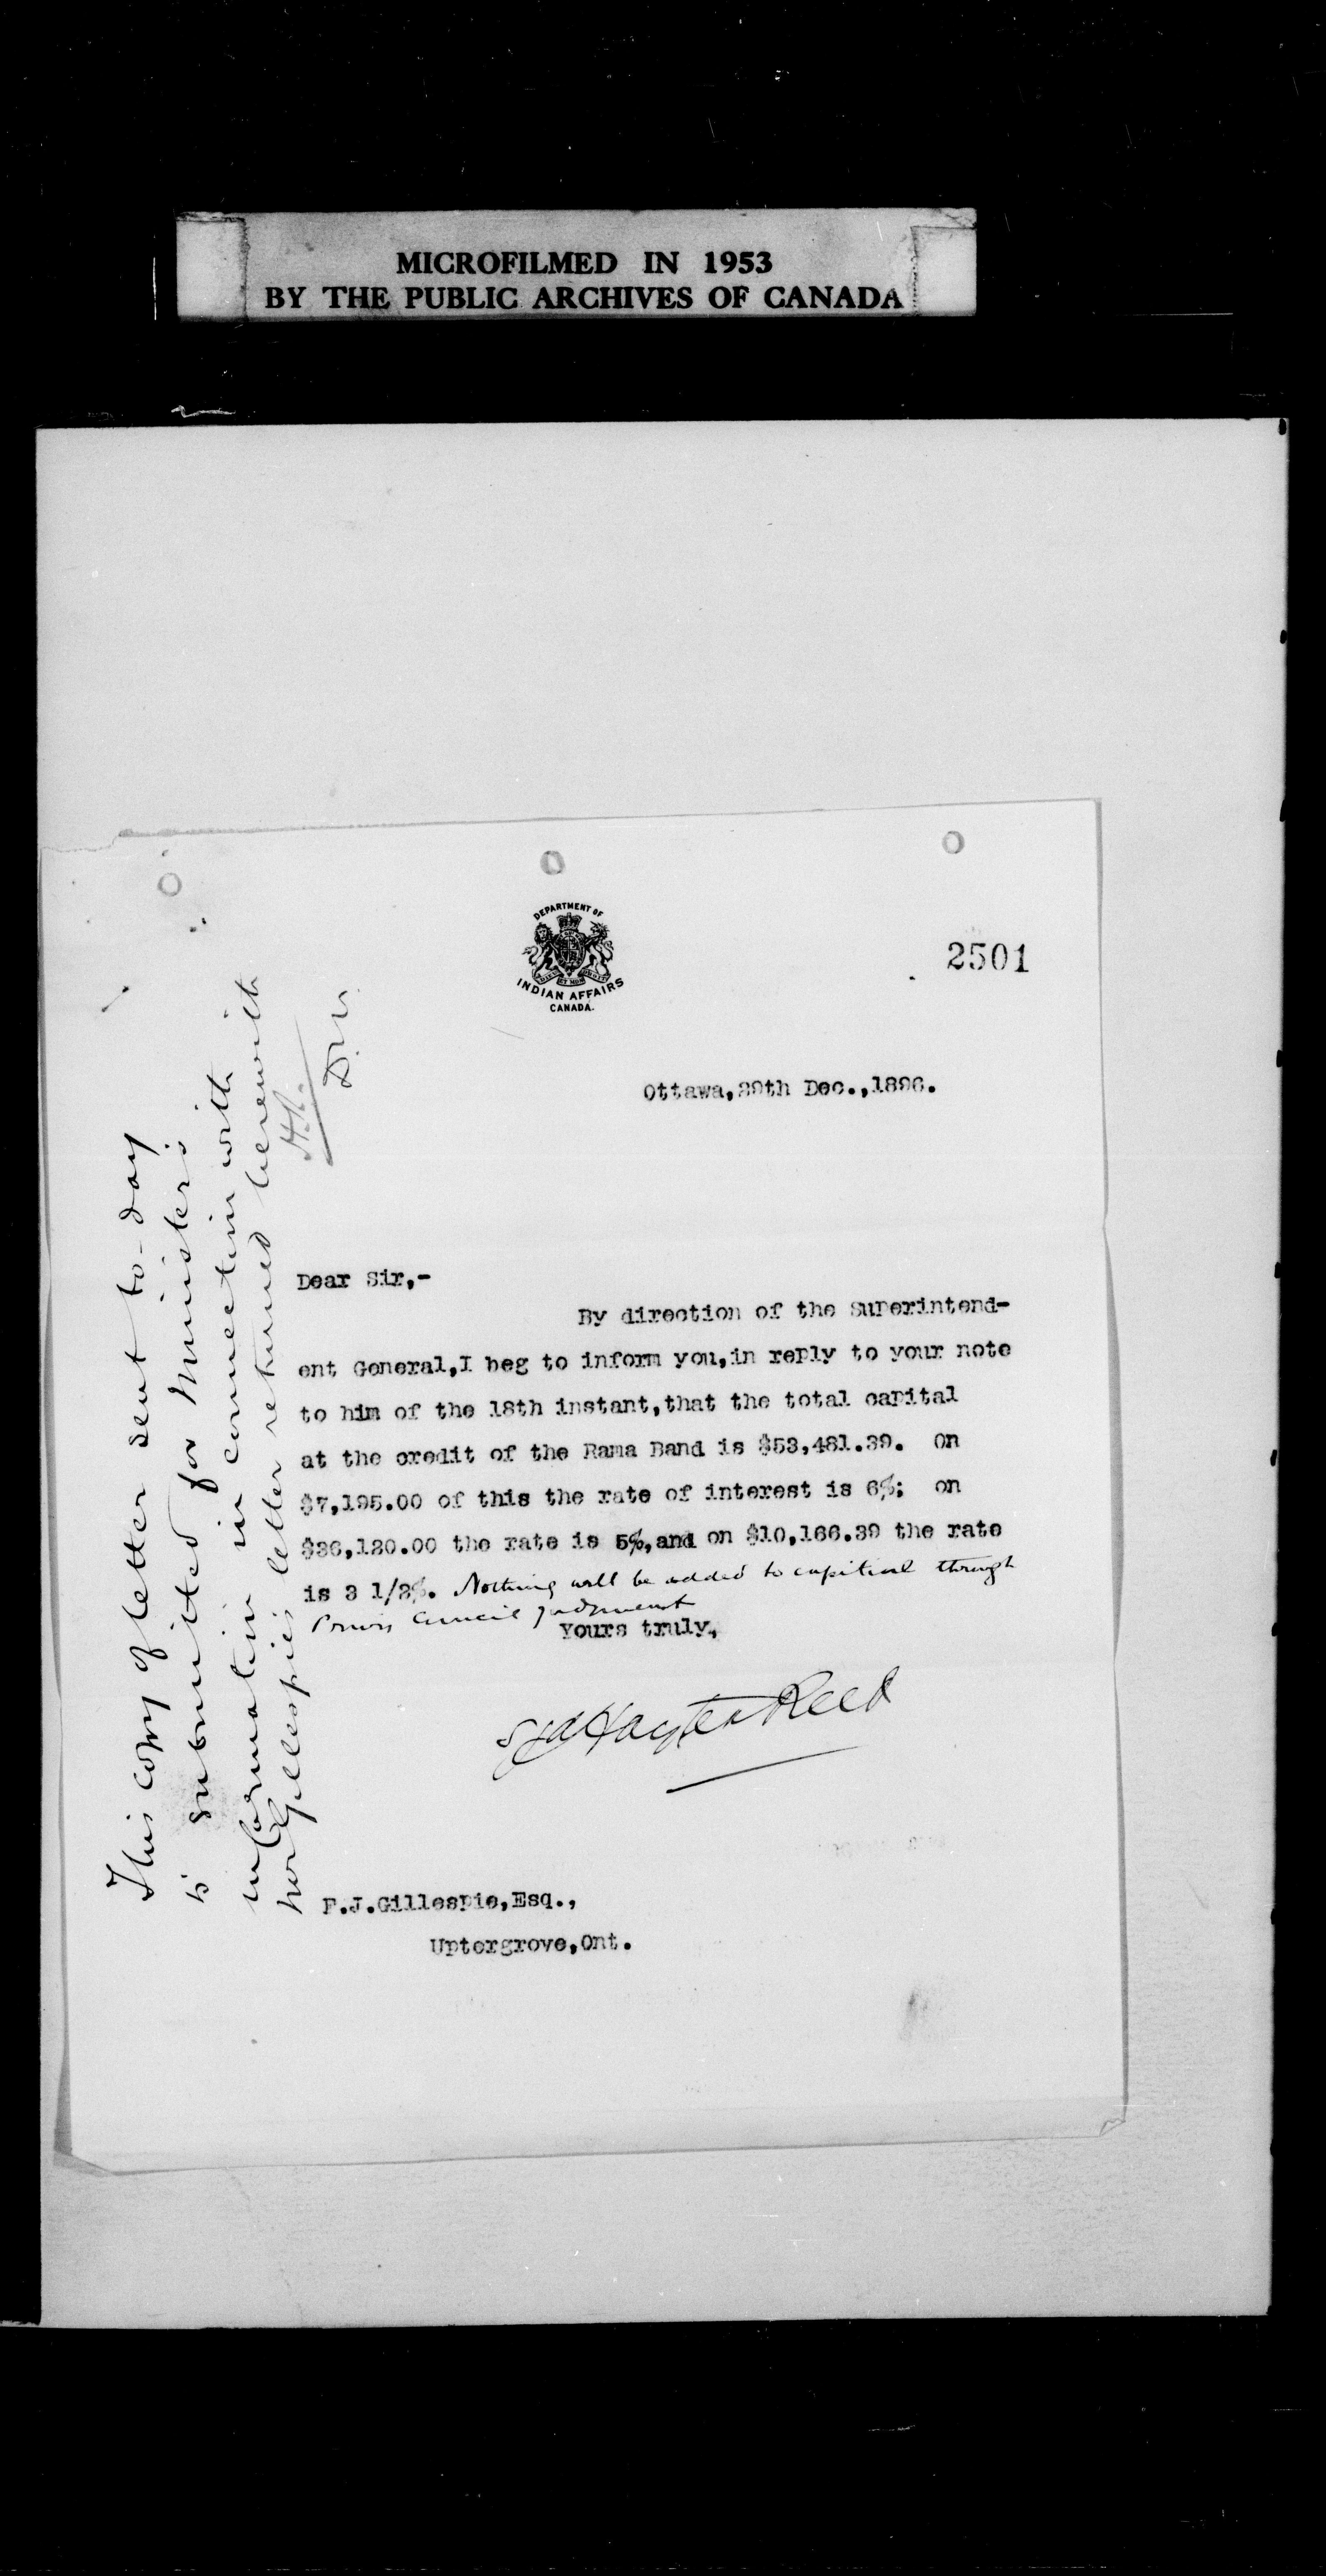 MICROFILMED IN 1953
BY THE PUBLIC ARCHIVES OF CANADA
DEPARTMENT OF
INDIAN AFFAIRS
CANADA.
2501
Ottawa,29th Dec.,1896.
Dear Sir,-
By direction of the Superintend-
ent General,I beg to inform you,in reply to your note
to him of the 18th instant,that the total capital
at the credit of the Rama Band is $53,481.39. On
$7,195.00 of this the rate of interest is 6%; on
$36,120.00 the rate is 5%,and on $10,166.39 the rate
is 3 1/2%. Nothing will be added to capital through
Privy Council judgment
Yours truly,
Sgd Hayter Reed
F.J.Gillespie,Esq.,
Uptergrove,Ont.
This copy of letter sent to-day
is submitted for Minister's
information in connection with
Mr Gillespie's letter returned herewith
H.R.